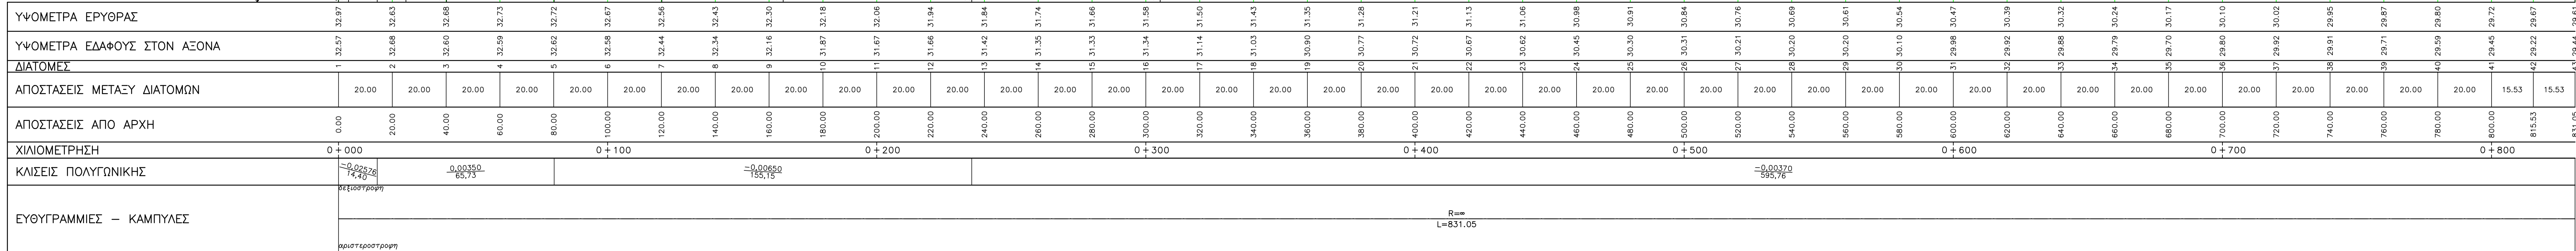 ΥΨΟΜΕΤΡΑ ΕΡΥΘΡΑΣ 32.97 32.63 32.68 32.73 32.72 32.67 32.56 32.43 32.30 32.18 32.06 31.94 31.84 31.74 31.66 31.58 31.50 31.43 31.35 31.28 31.21 31.13 31.06 30.98 30.91 30.84 30.76 30.69 30.61 30.54 30.47 30.39 30.32 30.24 30.17 30.10 30.02 29.95 29.87 29.80 29.72 29.67 29.61
ΥΨΟΜΕΤΡΑ ΕΔΑΦΟΥΣ ΣΤΟΝ ΑΞΟΝΑ 32.57 32.68 32.60 32.59 32.62 32.58 32.44 32.34 32.16 31.87 31.67 31.66 31.42 31.35 31.33 31.34 31.14 31.03 30.90 30.77 30.72 30.67 30.62 30.45 30.30 30.31 30.21 30.20 30.20 30.10 29.98 29.92 29.88 29.79 29.70 29.80 29.92 29.91 29.71 29.59 29.45 29.22 29.44
ΔΙΑΤΟΜΕΣ 1 2 3 4 5 6 7 8 9 10 11 12 13 14 15 16 17 18 19 20 21 22 23 24 25 26 27 28 29 30 31 32 33 34 35 36 37 38 39 40 41 42 43
ΑΠΟΣΤΑΣΕΙΣ ΜΕΤΑΞΥ ΔΙΑΤΟΜΩΝ 20.00 20.00 20.00 20.00 20.00 20.00 20.00 20.00 20.00 20.00 20.00 20.00 20.00 20.00 20.00 20.00 20.00 20.00 20.00 20.00 20.00 20.00 20.00 20.00 20.00 20.00 20.00 20.00 20.00 20.00 20.00 20.00 20.00 20.00 20.00 20.00 20.00 20.00 20.00 20.00 15.53 15.53
ΑΠΟΣΤΑΣΕΙΣ ΑΠΟ ΑΡΧΗ 0.00 20.00 40.00 60.00 80.00 100.00 120.00 140.00 160.00 180.00 200.00 220.00 240.00 260.00 280.00 300.00 320.00 340.00 360.00 380.00 400.00 420.00 440.00 460.00 480.00 500.00 520.00 540.00 560.00 580.00 600.00 620.00 640.00 660.00 680.00 700.00 720.00 740.00 760.00 780.00 800.00 815.53 831.05
ΧΙΛΙΟΜΕΤΡΗΣΗ 0+000 0+100 0+200 0+300 0+400 0+500 0+600 0+700 0+800
ΚΛΙΣΕΙΣ ΠΟΛΥΓΩΝΙΚΗΣ -0,02576 0,00350 -0,00650 -0,00370
14,40 65,73 155,15 595,76
δεξιοστροφη
ΕΥΘΥΓΡΑΜΜΙΕΣ - ΚΑΜΠΥΛΕΣ R=∞
L=831.05
αριστεροστροφη